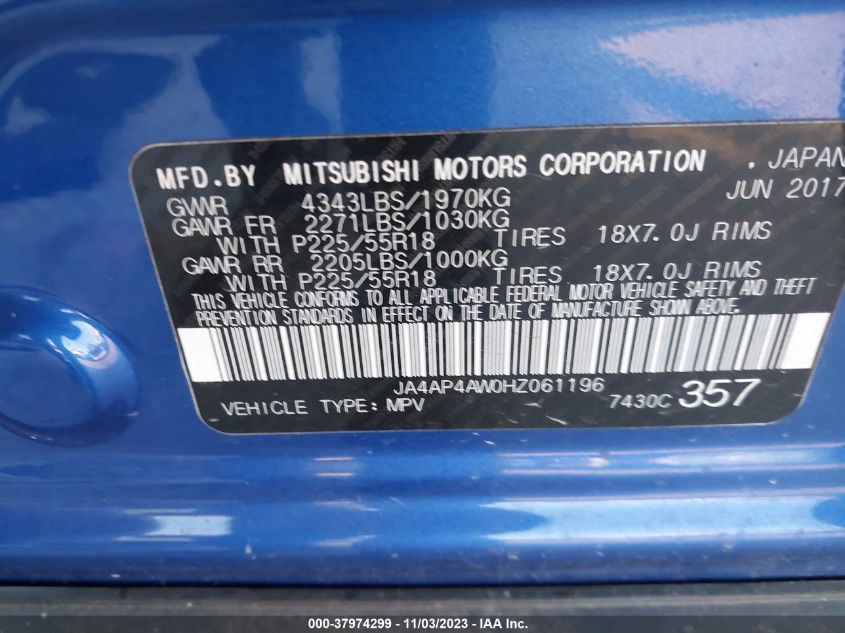 MFD.BY MITSUBISHI MOTORS CORPORATION . JAPAN
JUN 2017
GVWR 4343LBS/1970KG
GAWR FR 2271LBS/1030KG
WITH P225/55R18 TIRES 18X7.0J RIMS
GAWR RR 2205LBS/1000KG
WITH P225/55R18 TIRES 18X7.0J RIMS
THIS VEHICLE CONFORMS TO ALL APPLICABLE FEDERAL MOTOR VEHICLE SAFETY AND THEFT
PREVENTION STANDARDS IN EFFECT ON THE DATE OF MANUFACTURE SHOWN ABOVE.
JA4AP4AW0HZ061196
VEHICLE TYPE: MPV 7430C 357
000-37974299 - 11/03/2023 - IAAI.COM